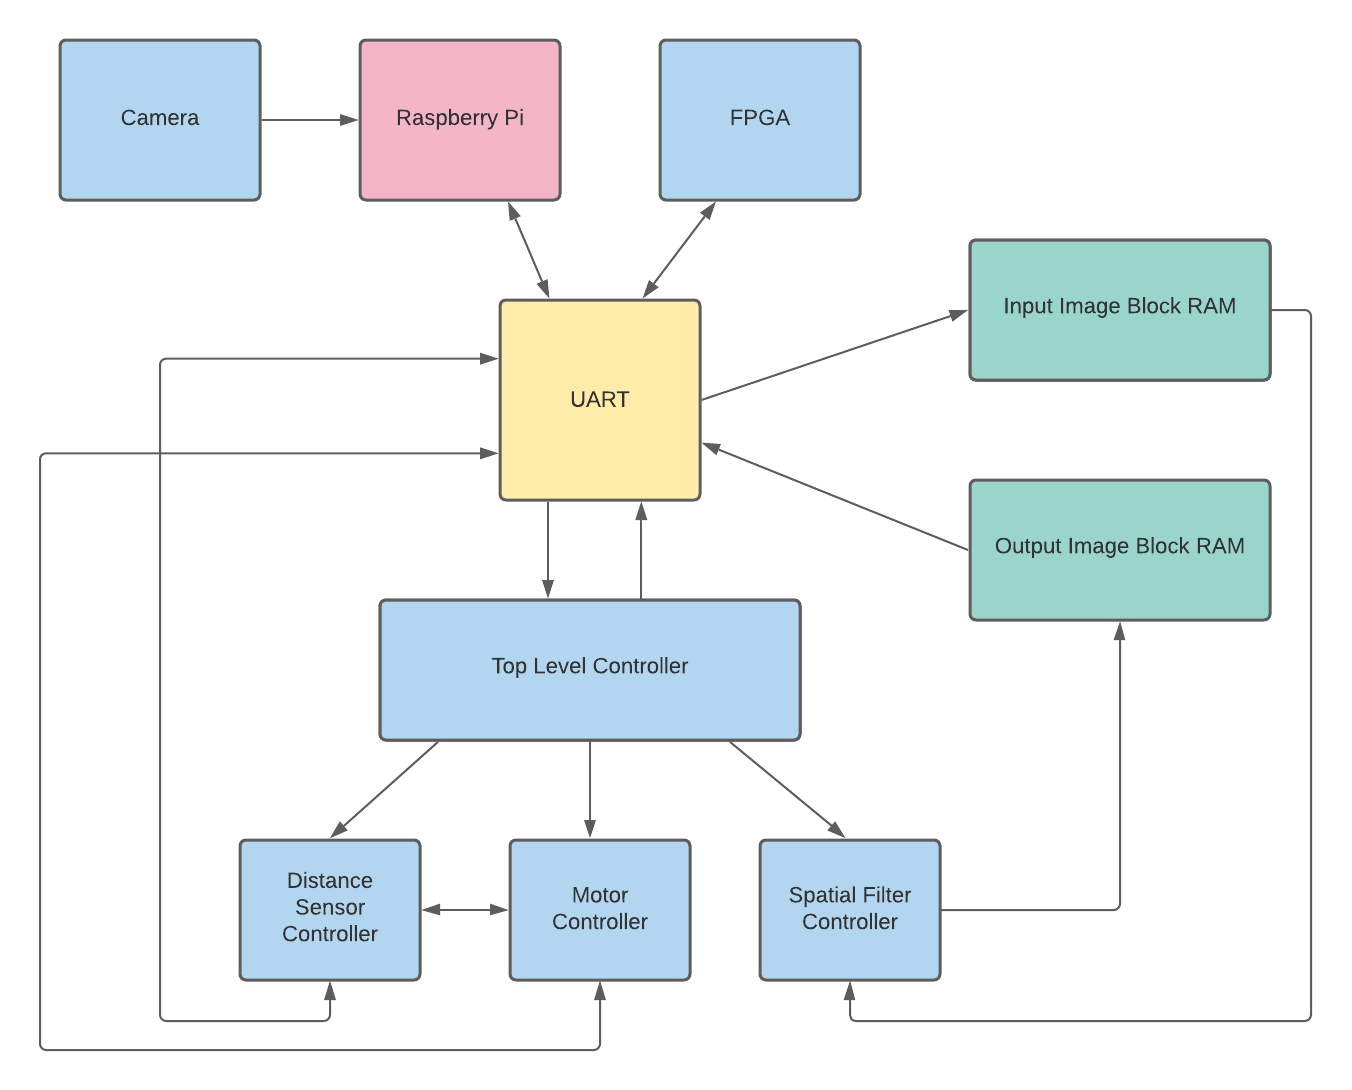 Camera
Raspberry Pi
FPGA
Input Image Block RAM
UART
Output Image Block RAM
Top Level Controller
Distance
Sensor
Controller
Motor
Controller
Spatial Filter
Controller